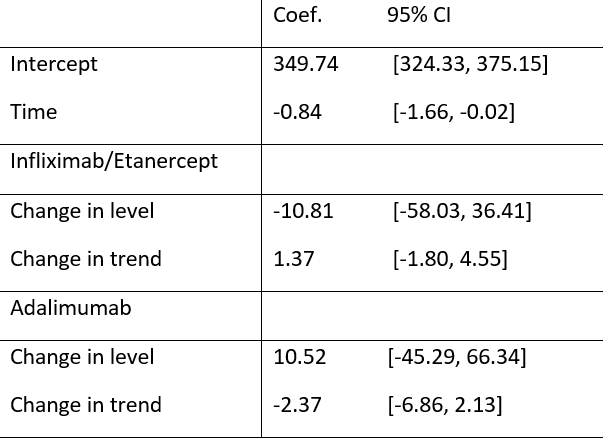 Coef. 95% CI
Intercept 349.74 [324.33, 375.15]
Time -0.84 [-1.66, -0.02]
Infliximab/Etanercept
Change in level -10.81 [-58.03, 36.41]
Change in trend 1.37 [-1.80, 4.55]
Adalimumab
Change in level 10.52 [-45.29, 66.34]
Change in trend -2.37 [-6.86, 2.13]